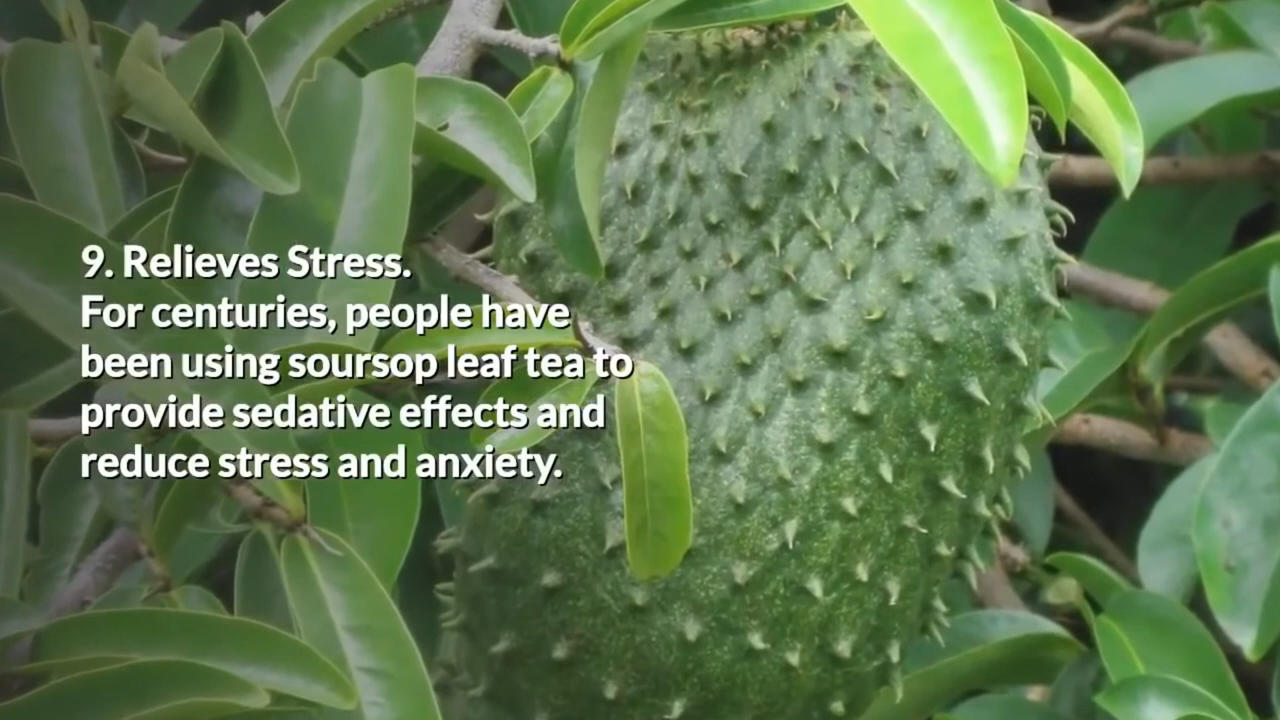 9. Relieves Stress.
For centuries, people have
been using soursop leaf tea to
provide sedative effects and
reduce stress and anxiety.